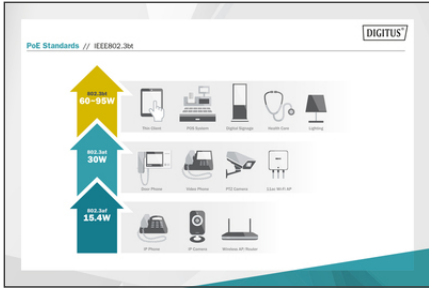 DIGITUS®
PoE Standards // IEEE802.3bt
802.3bt
60~95W
Thin Client
POS System
Digital Signage
Health Care
Lighting
802.3at
30W
Door Phone
Video Phone
PTZ Camera
11ac Wi-Fi AP
802.3af
15.4W
IP Phone
IP Camera
Wireless AP/Router